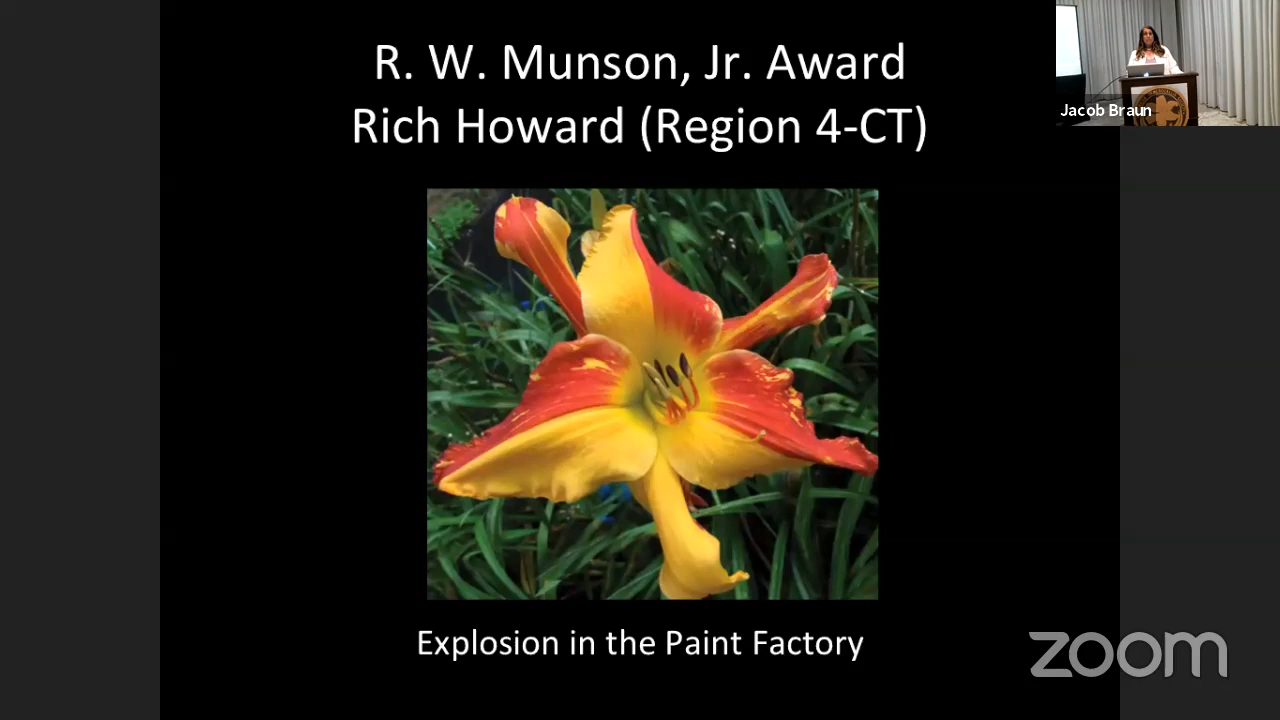 R. W. Munson, Jr. Award
Rich Howard (Region 4-CT)
Jacob Braun
Explosion in the Paint Factory
zoom